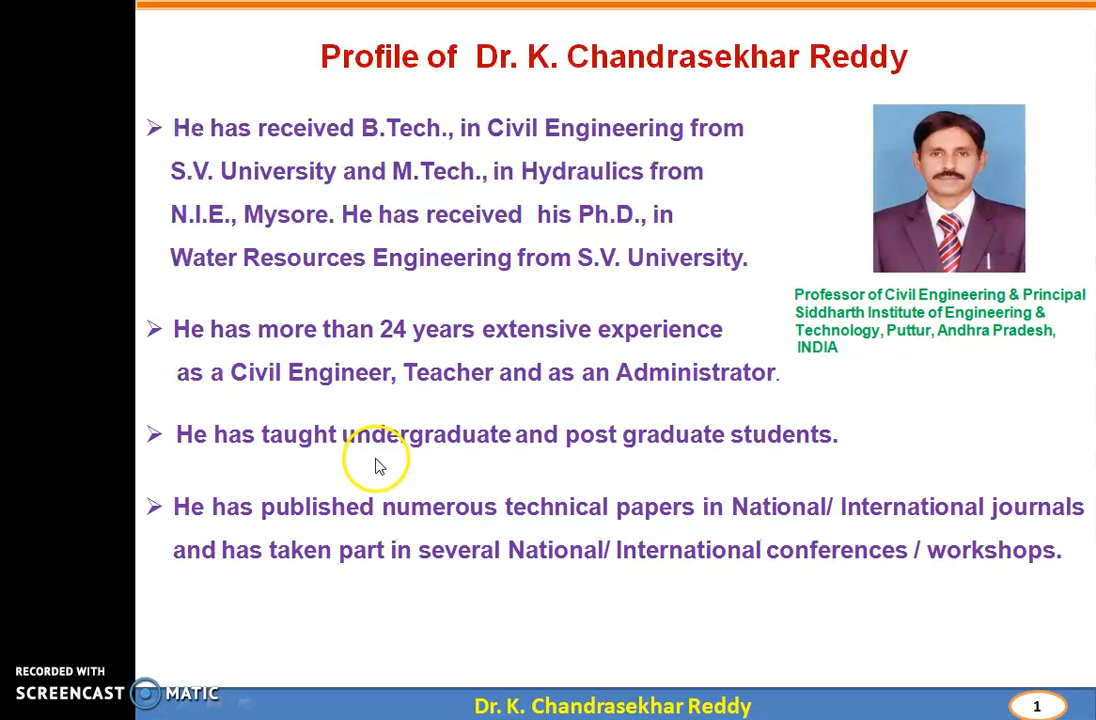 Profile of Dr. K. Chandrasekhar Reddy
He has received B.Tech., in Civil Engineering from
S.V. University and M.Tech., in Hydraulics from
N.I.E., Mysore. He has received his Ph.D., in
Water Resources Engineering from S.V. University.
Professor of Civil Engineering & Principal
Siddharth Institute of Engineering &
Technology, Puttur, Andhra Pradesh,
INDIA
He has more than 24 years extensive experience
as a Civil Engineer, Teacher and as an Administrator.
He has taught undergraduate and post graduate students.
He has published numerous technical papers in National/ International journals
and has taken part in several National/ International conferences / workshops.
RECORDED WITH
SCREENCAST MATIC
Dr. K. Chandrasekhar Reddy
1